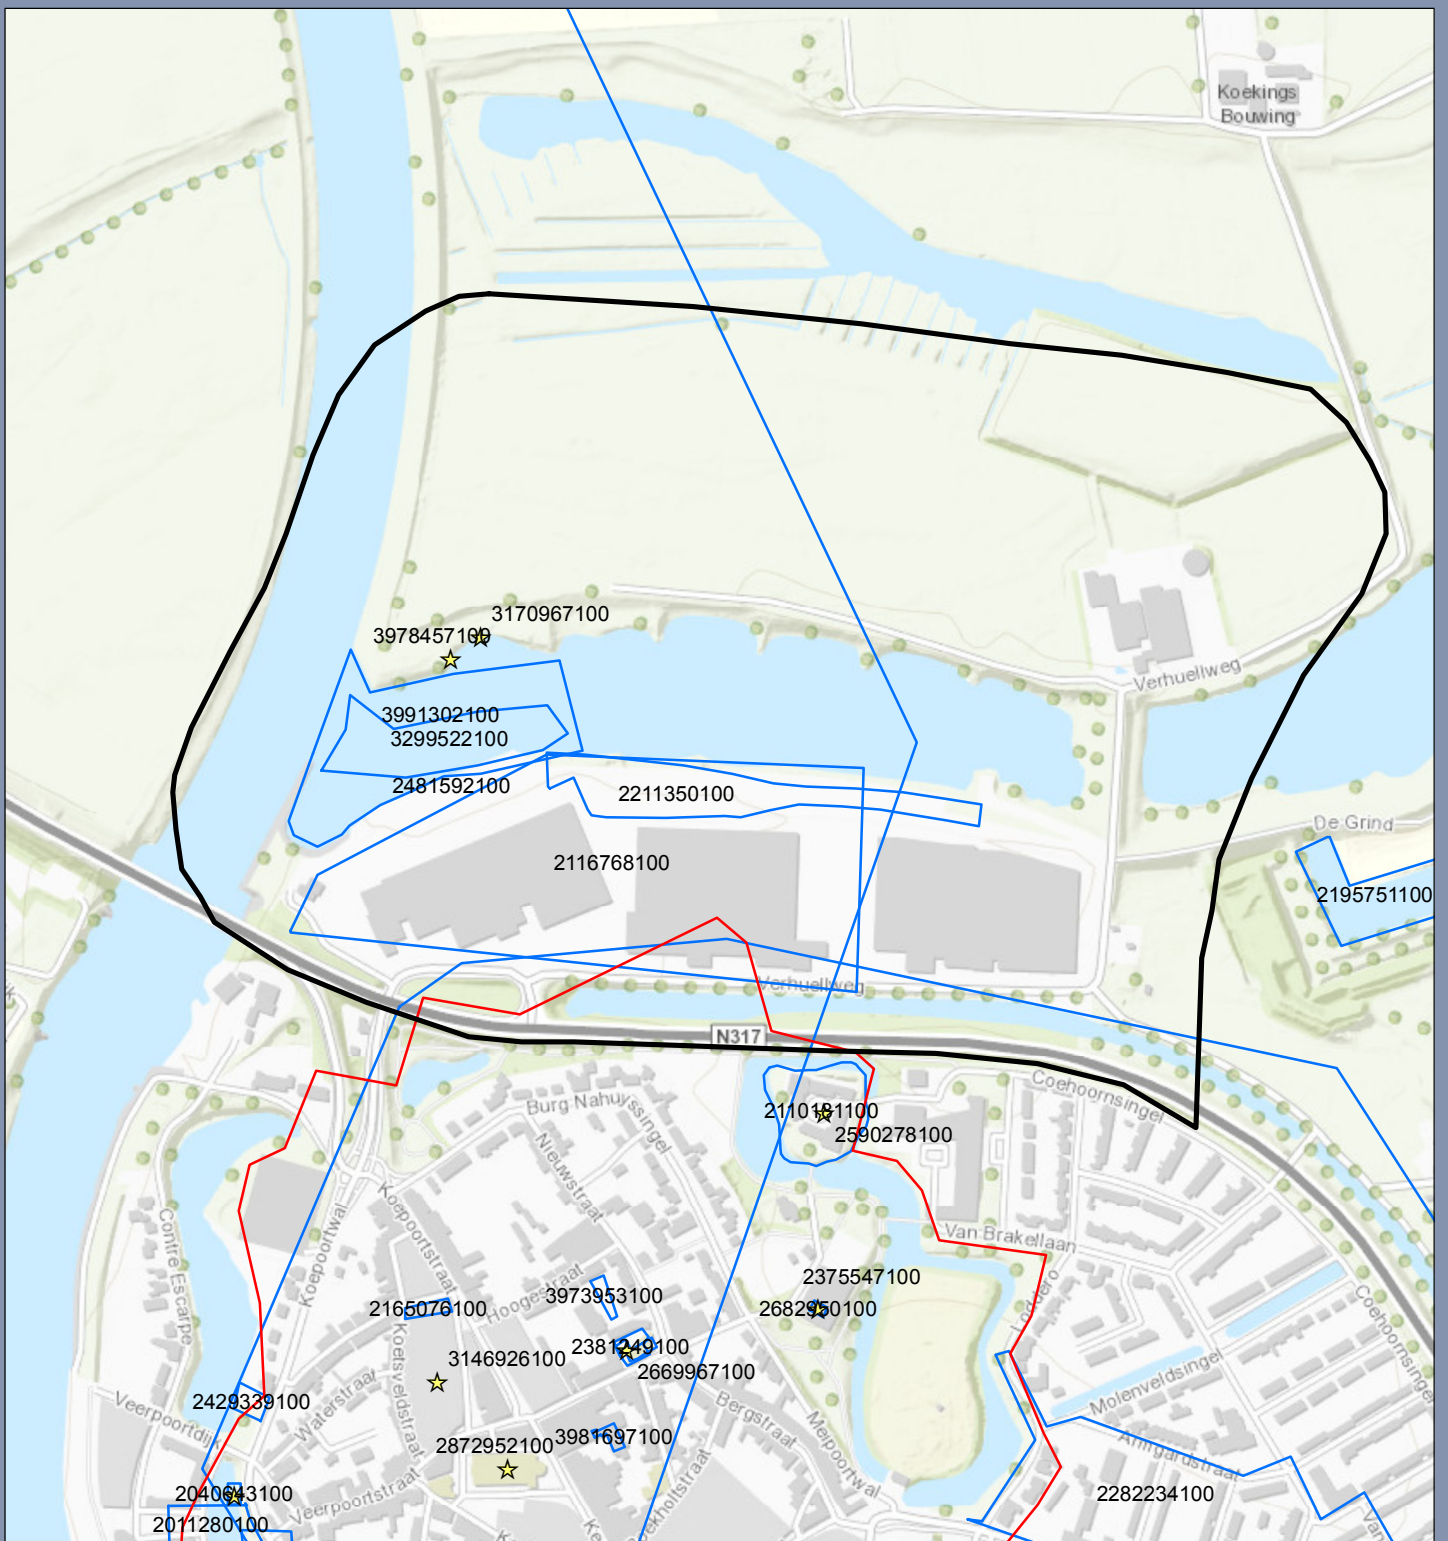 Koekings
Bouwing
3170967100
3978457100
Verhuellweg
3991302100
3299522100
2481592100
2211350100
De Grind
2116768100
2195751100
Verhuellweg
N317
Coehoornsingel
Burg Nahuyssingel
2110181100
2590278100
Nieuwstraat
Koepoortstraat
Contre Escarpe
Koepoortwal
Van Brakellaan
Hoogestraat
2375547100
3973953100
2165076100
2682950100
Coehoornsingel
2381249100
3146926100
2669967100
Koetsveldstraat
Waterstraat
2429339100
Veerpoortdijk
Molenveldsingel
Bergstraat
Meipoortwal
3981697100
2872952100
Veerpoortstraat
2040643100
2282234100
2011280100
Van